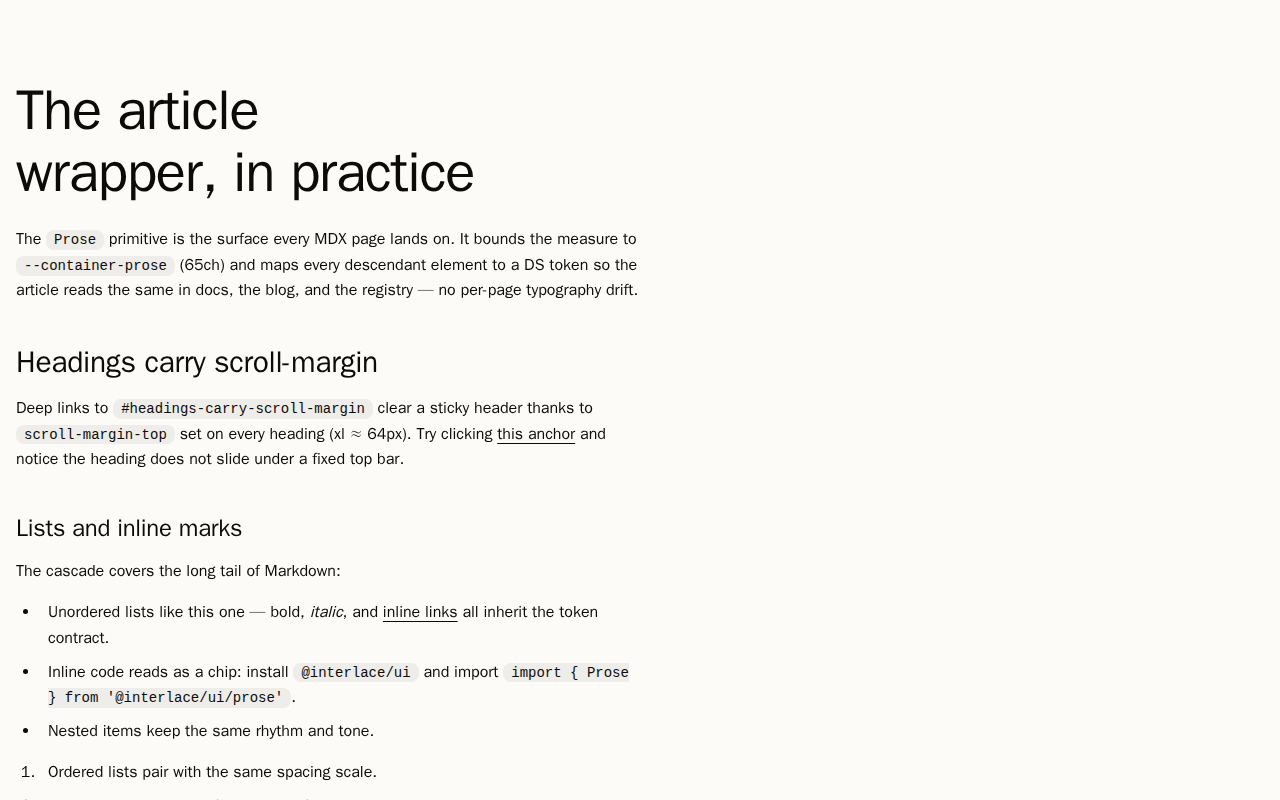 The article
wrapper, in practice
The Prose primitive is the surface every MDX page lands on. It bounds the measure to
--container-prose (65ch) and maps every descendant element to a DS token so the
article reads the same in docs, the blog, and the registry — no per-page typography drift.
Headings carry scroll-margin
Deep links to #headings-carry-scroll-margin clear a sticky header thanks to
scroll-margin-top set on every heading (xl ≈ 64px). Try clicking this anchor and
notice the heading does not slide under a fixed top bar.
Lists and inline marks
The cascade covers the long tail of Markdown:
• Unordered lists like this one — bold, italic, and inline links all inherit the token
contract.
• Inline code reads as a chip: install @interlace/ui and import import { Prose
} from '@interlace/ui/prose' .
• Nested items keep the same rhythm and tone.
1. Ordered lists pair with the same spacing scale.